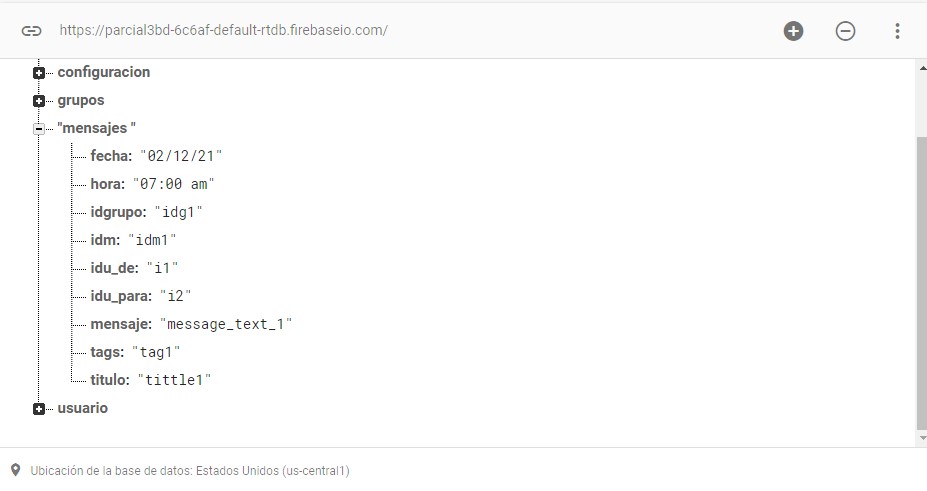 https://parcial3bd-6c6af-default-rtdb.firebaseio.com/
configuracion
grupos
"mensajes "
fecha: "02/12/21"
hora: "07:00 am"
idgrupo: "idg1"
idm: "idm1"
idu_de: "i1"
idu_para: "i2"
mensaje: "message_text_1"
tags: "tag1"
titulo: "tittle1"
usuario
Ubicación de la base de datos: Estados Unidos (us-central1)